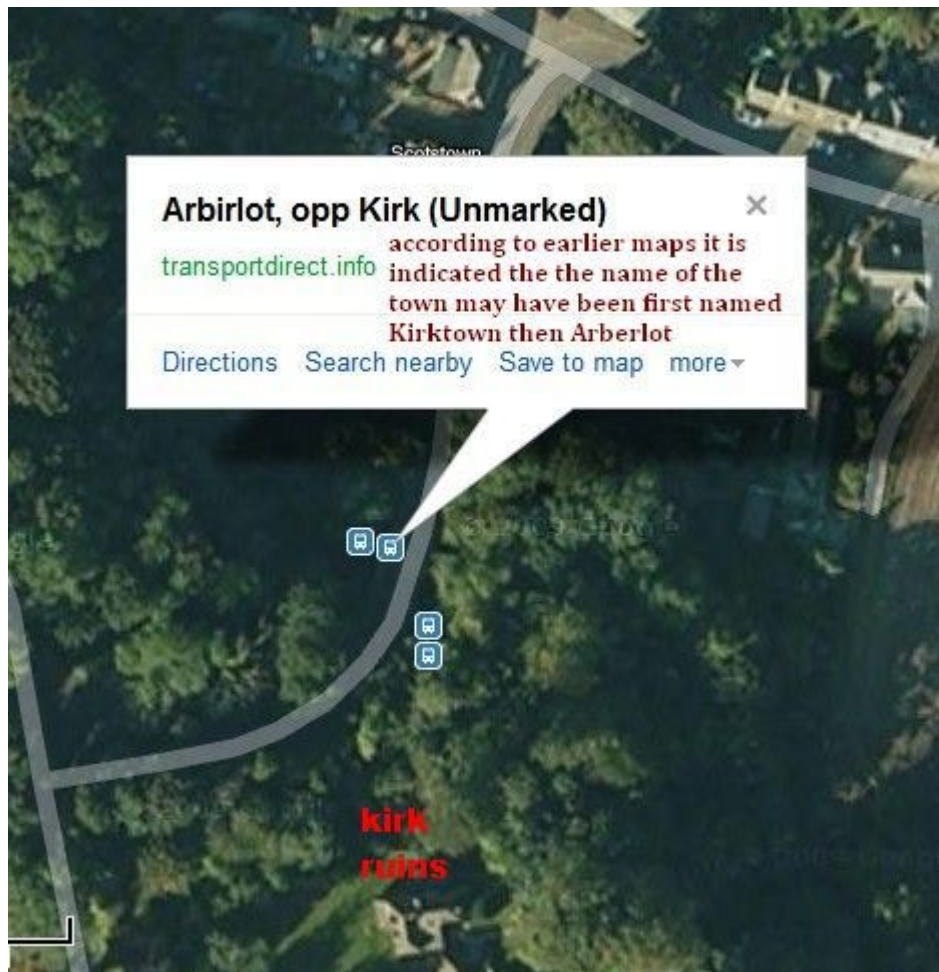 Scotstown
Arbirlot, opp Kirk (Unmarked)
transportdirect.info
according to earlier maps it is
indicated the the name of the
town may have been first named
Kirktown then Arberlot
Directions Search nearby Save to map more
kirk
ruins